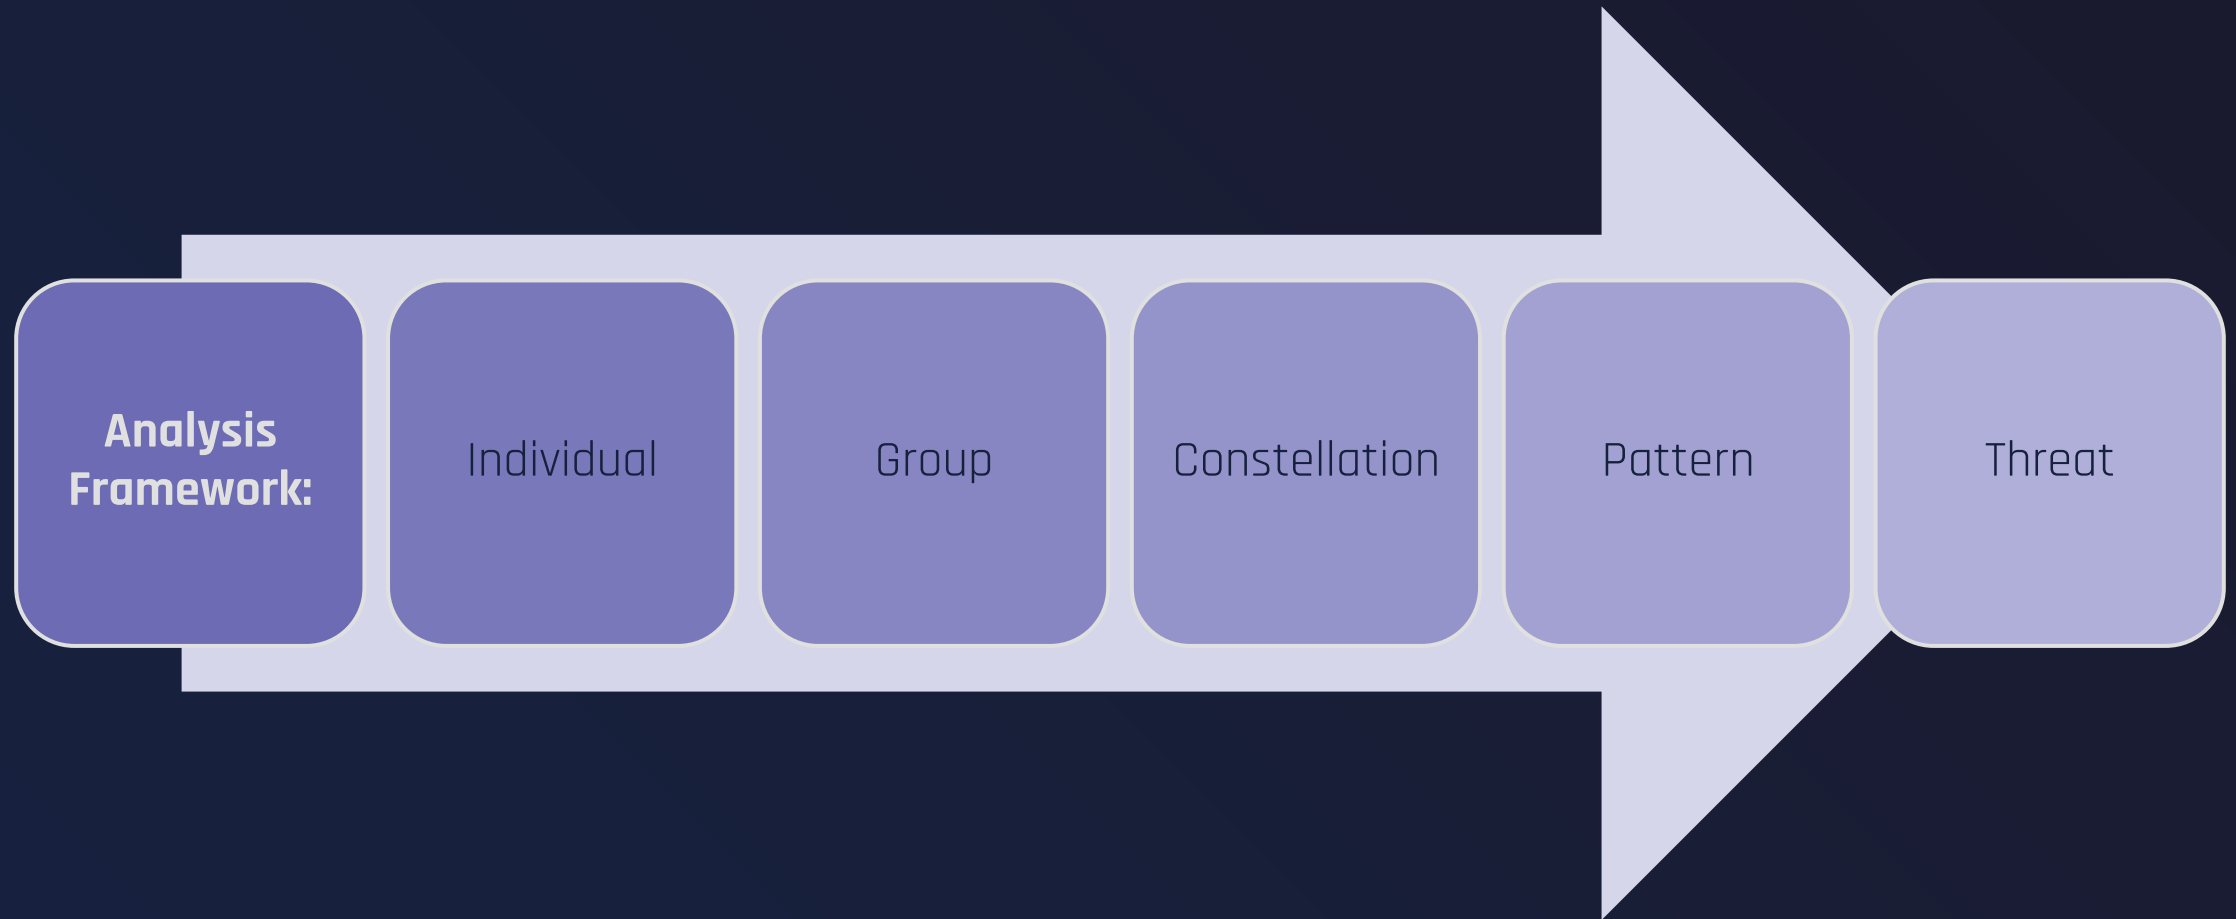 Analysis
Framework:
Individual
Group
Constellation
Pattern
Threat